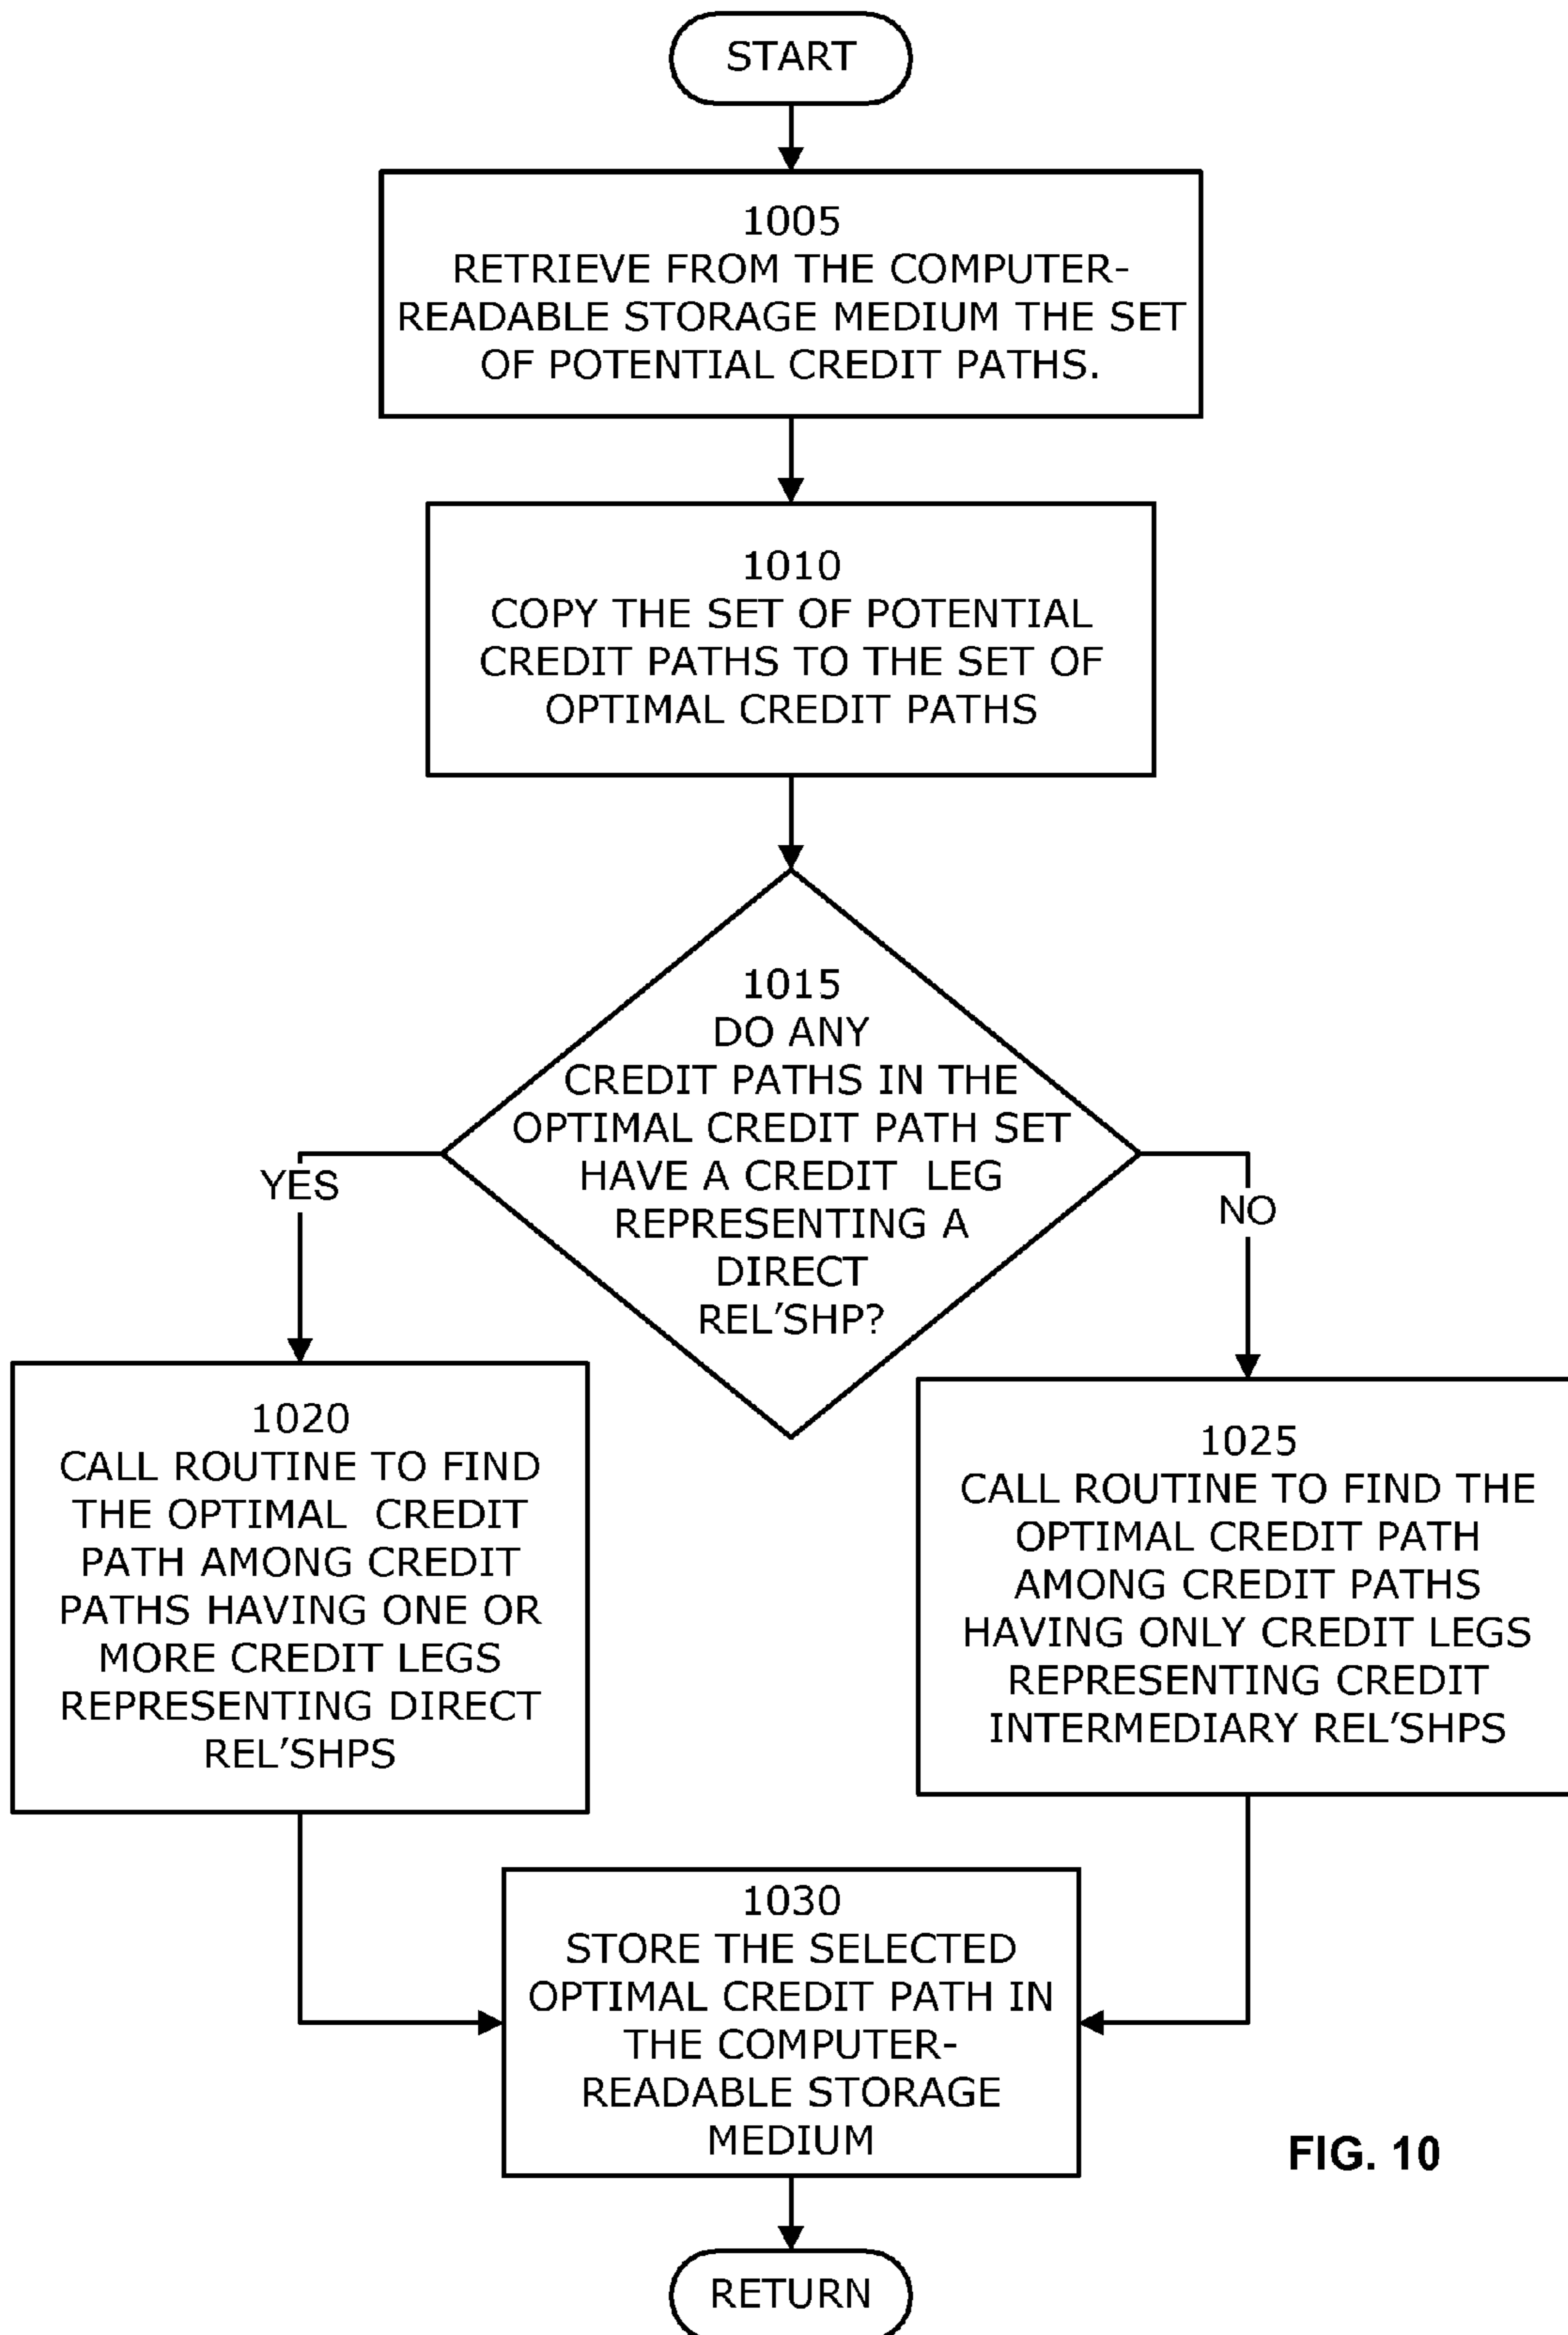 START
1005
RETRIEVE FROM THE COMPUTER-
READABLE STORAGE MEDIUM THE SET
OF POTENTIAL CREDIT PATHS.
1010
COPY THE SET OF POTENTIAL
CREDIT PATHS TO THE SET OF
OPTIMAL CREDIT PATHS
1015
DO ANY
CREDIT PATHS IN THE
OPTIMAL CREDIT PATH SET
HAVE A CREDIT LEG
REPRESENTING A
DIRECT
REL'SHP?
YES
NO
1020
CALL ROUTINE TO FIND
THE OPTIMAL CREDIT
PATH AMONG CREDIT
PATHS HAVING ONE OR
MORE CREDIT LEGS
REPRESENTING DIRECT
REL'SHPS
1025
CALL ROUTINE TO FIND THE
OPTIMAL CREDIT PATH
AMONG CREDIT PATHS
HAVING ONLY CREDIT LEGS
REPRESENTING CREDIT
INTERMEDIARY REL'SHPS
1030
STORE THE SELECTED
OPTIMAL CREDIT PATH IN
THE COMPUTER-
READABLE STORAGE
MEDIUM
FIG. 10
RETURN